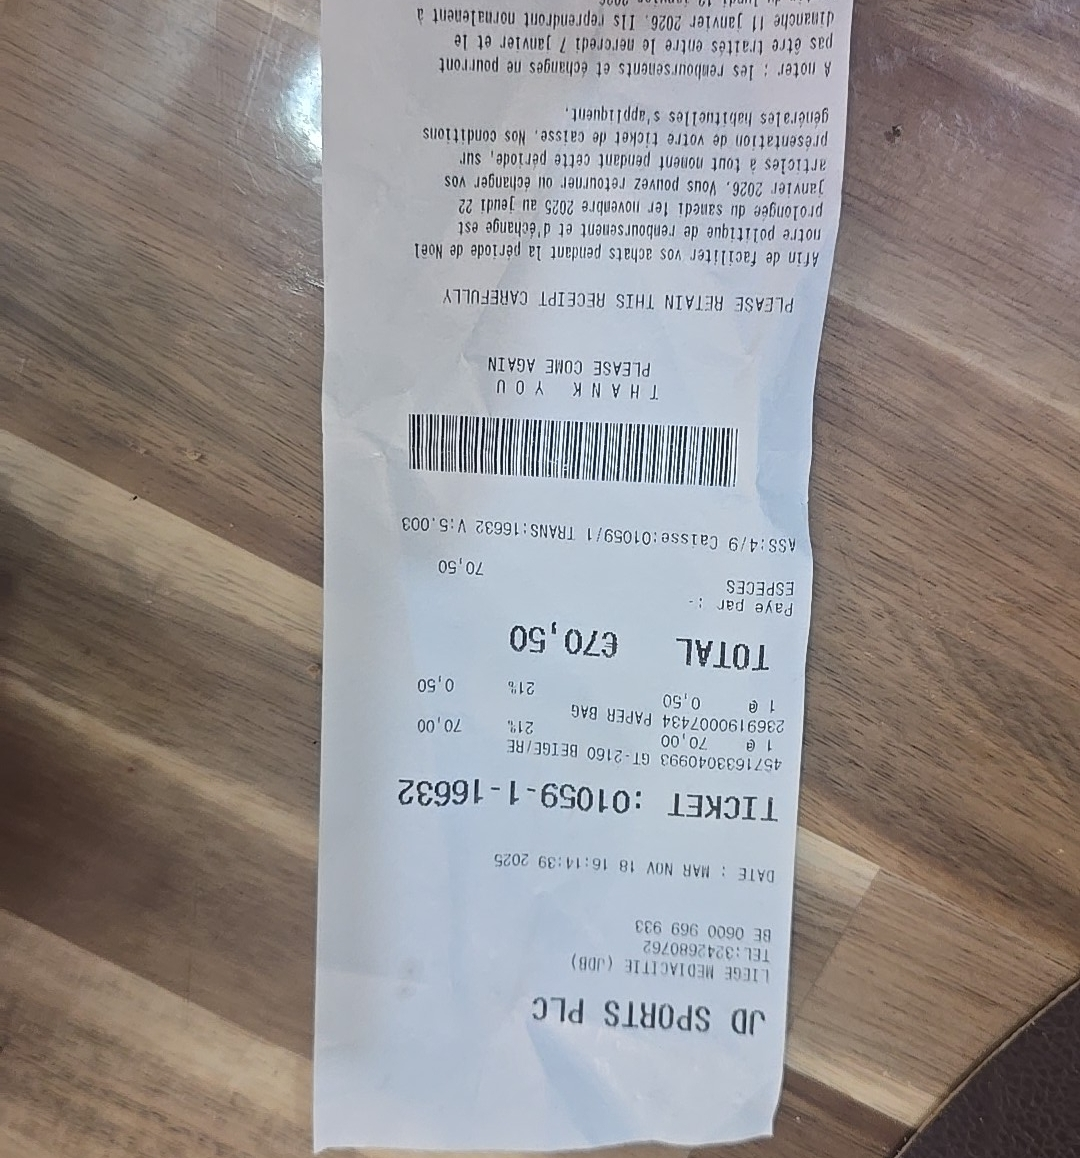 JD SPORTS PLC
LIEGE MEDIACITIE (JDB)
TEL:3242680762
BE 0600 969 933
DATE : MAR NOV 18 16:14:39 2025
TICKET :01059-1-16632
4571633040993 GT-2160 BEIGE/RE
1 @ 70,00 21% 70,00
2369190007434 PAPER BAG
1 @ 0,50 21% 0,50
TOTAL €70,50
Paye par :-
ESPECES 70,50
ASS:4/9 Caisse:01059/1 TRANS:16632 V:5.003
THANK YOU
PLEASE COME AGAIN
PLEASE RETAIN THIS RECEIPT CAREFULLY
Afin de faciliter vos achats pendant la période de Noël
notre politique de remboursement et d'échange est
prolongée du samedi 1er novembre 2025 au jeudi 22
janvier 2026. Vous pouvez retourner ou échanger vos
articles à tout moment pendant cette période, sur
présentation de votre ticket de caisse. Nos conditions
générales habituelles s'appliquent.
A noter : les remboursements et échanges ne pourront
pas être traités entre le mercredi 7 janvier et le
dimanche 11 janvier 2026. Ils reprendront normalement à